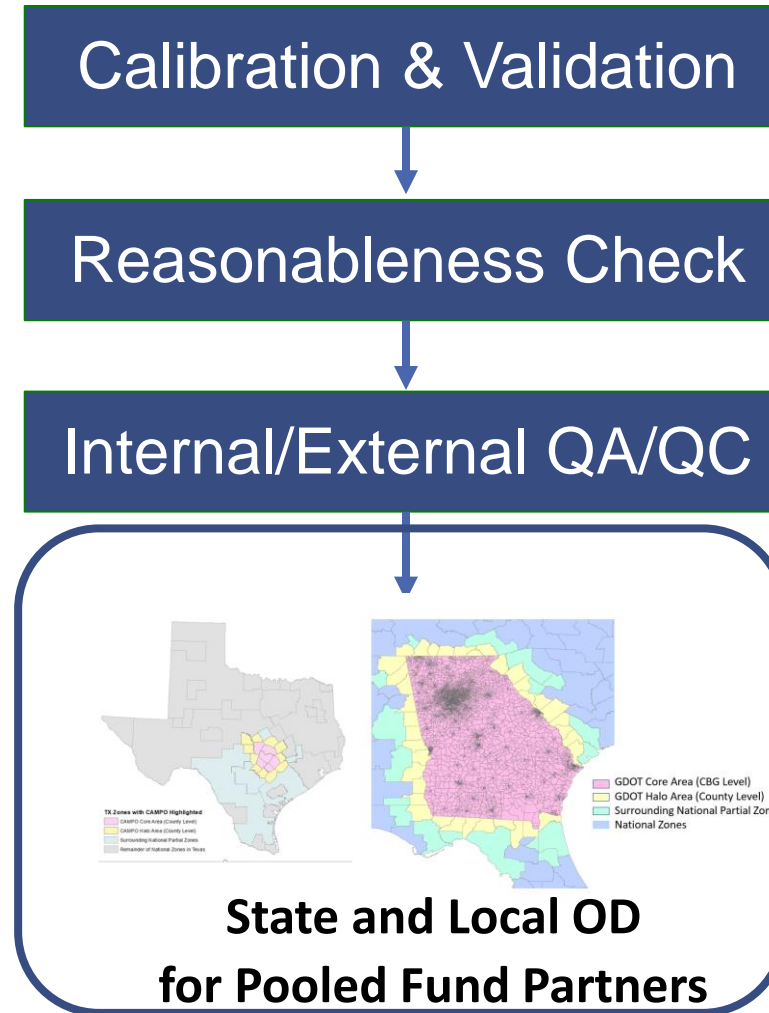 Calibration & Validation
Reasonableness Check
Internal/External QA/QC
TX Zones with CAMPO Highlighted
CAMPO Core Area (County Level)
CAMPO Halo Area (County Level)
Surrounding National Partial Zones
Remainder of National Zones in Texas
GDOT Core Area (CBG Level)
GDOT Halo Area (County Level)
Surrounding National Partial Zon
National Zones
State and Local OD
for Pooled Fund Partners